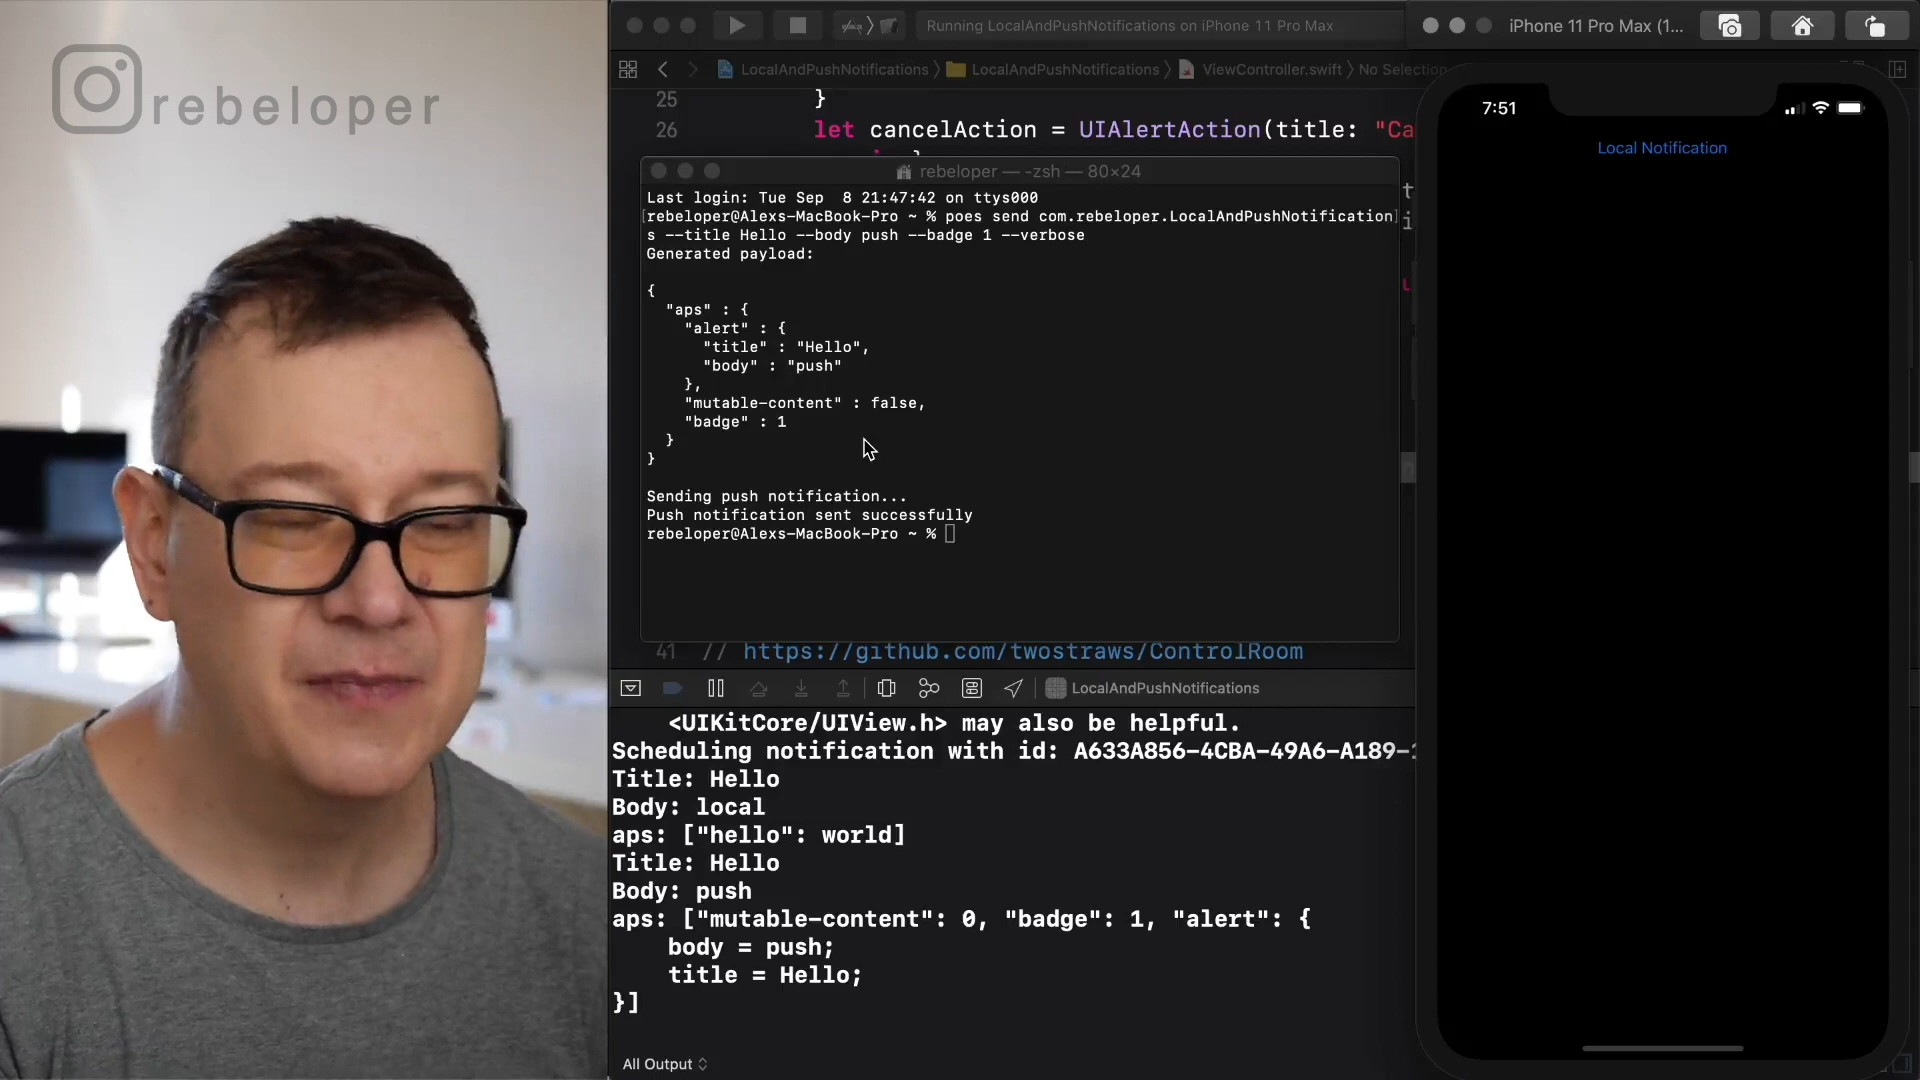 rebeloper
Running LocalAndPushNotifications on iPhone 11 Pro Max
iPhone 11 Pro Max (1...
LocalAndPushNotifications
LocalAndPushNotifications
ViewController.swift
No Selection
25 }
26 let cancelAction = UIAlertAction(title: "Ca
7:51
Local Notification
rebeloper — -zsh — 80×24
Last login: Tue Sep  8 21:47:42 on ttys000
[rebeloper@Alexs-MacBook-Pro ~ % poes send com.rebeloper.LocalAndPushNotification]
s --title Hello --body push --badge 1 --verbose
Generated payload:
{
"aps" : {
"alert" : {
"title" : "Hello",
"body" : "push"
},
"mutable-content" : false,
"badge" : 1
}
}
Sending push notification...
Push notification sent successfully
rebeloper@Alexs-MacBook-Pro ~ %
41 // https://github.com/twostraws/ControlRoom
LocalAndPushNotifications
<UIKitCore/UIView.h> may also be helpful.
Scheduling notification with id: A633A856-4CBA-49A6-A189-
Title: Hello
Body: local
aps: ["hello": world]
Title: Hello
Body: push
aps: ["mutable-content": 0, "badge": 1, "alert": {
body = push;
title = Hello;
}]
All Output